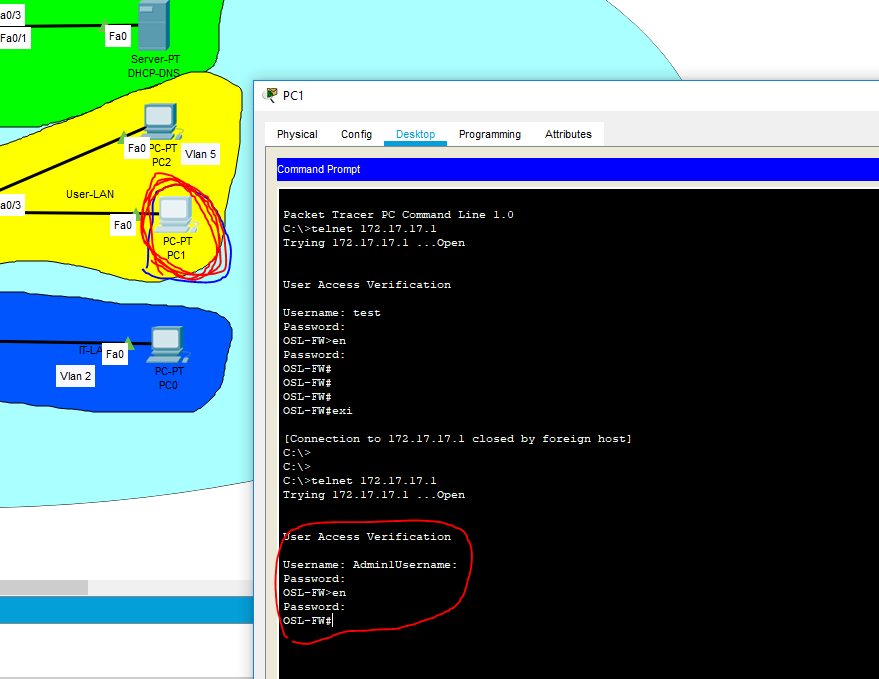 a0/3
Fa0/1
Fa0
Server-PT
DHCP-DNS
Fa0
PC-PT
PC2
Vlan 5
User-LAN
a0/3
Fa0
PC-PT
PC1
IT-LA
Fa0
Vlan 2
PC-PT
PC0
PC1
Physical
Config
Desktop
Programming
Attributes
Command Prompt
Packet Tracer PC Command Line 1.0
C:\>telnet 172.17.17.1
Trying 172.17.17.1 ...Open
User Access Verification
Username: test
Password:
OSL-FW>en
Password:
OSL-FW#
OSL-FW#
OSL-FW#
OSL-FW#exi
[Connection to 172.17.17.1 closed by foreign host]
C:\>
C:\>
C:\>telnet 172.17.17.1
Trying 172.17.17.1 ...Open
User Access Verification
Username: Admin1Username:
Password:
OSL-FW>en
Password:
OSL-FW#